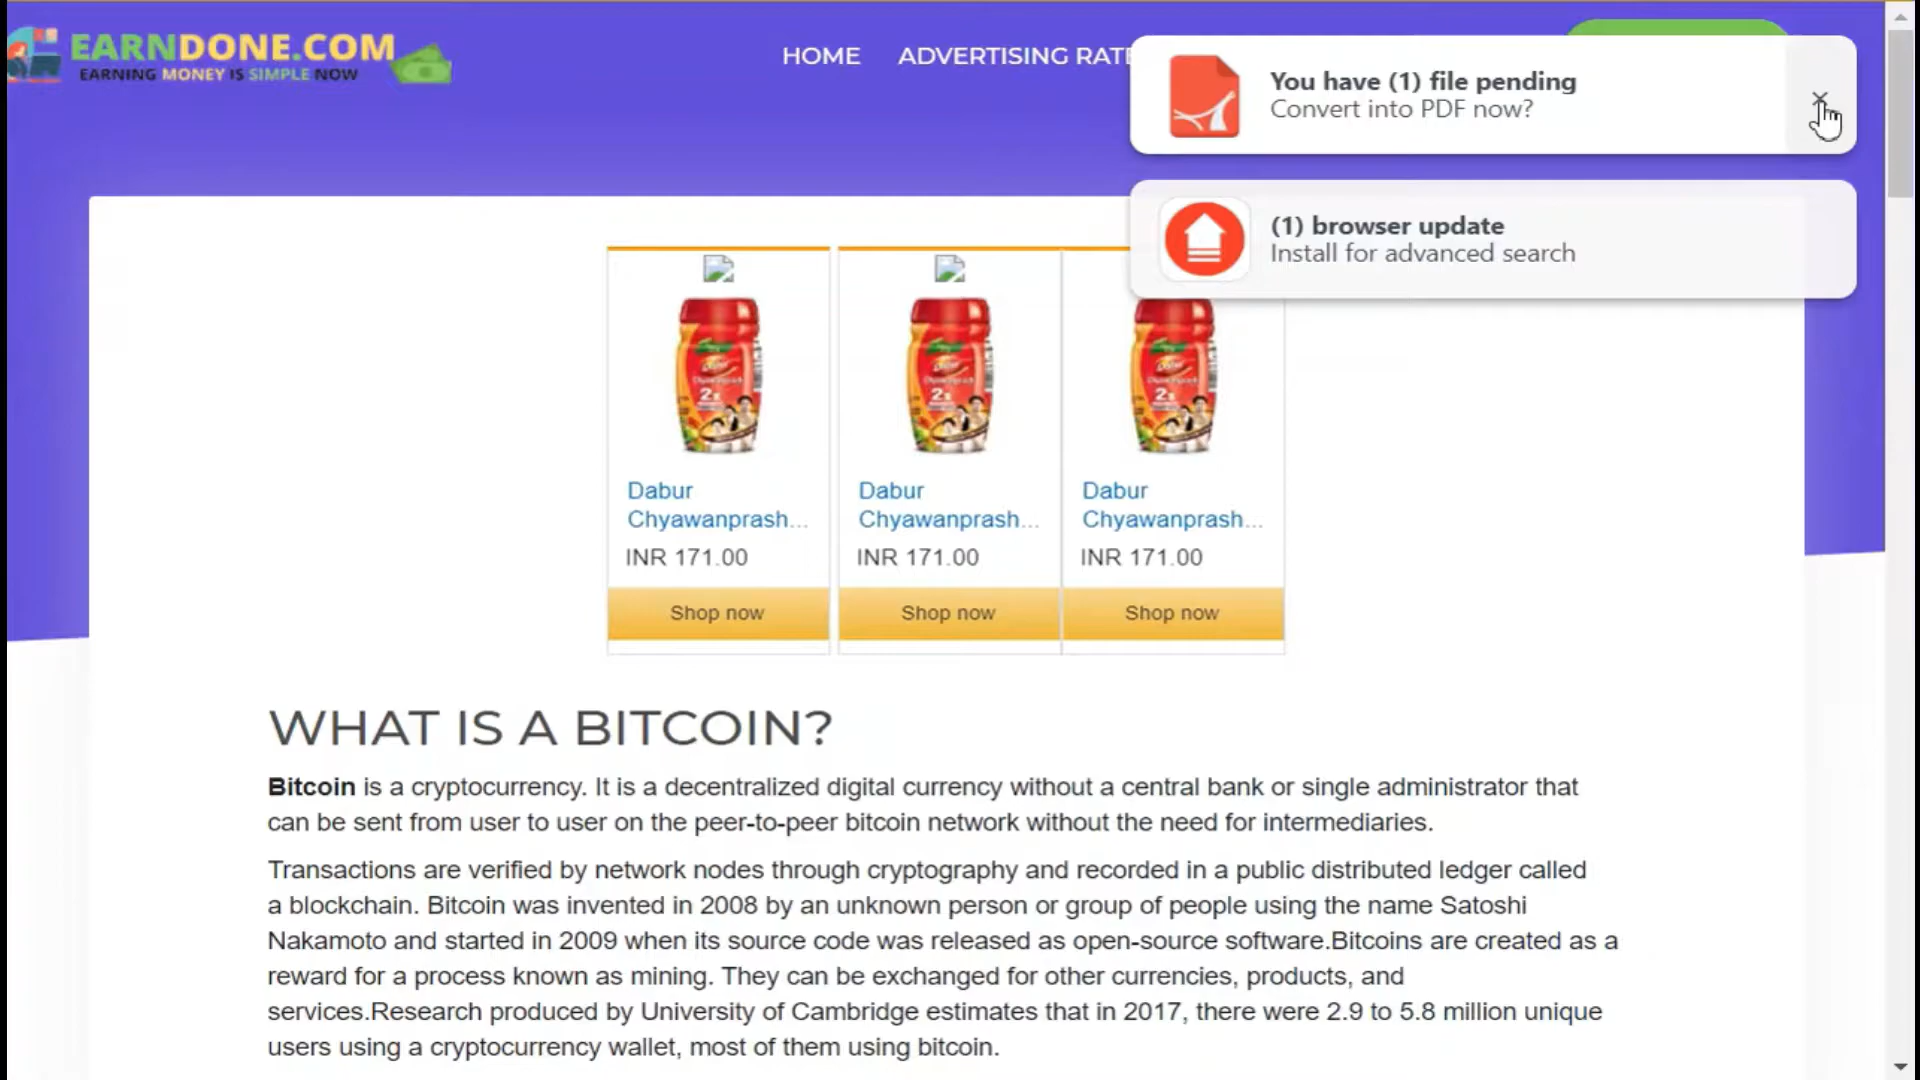 EARNDONE.COM
EARNING MONEY IS SIMPLE NOW
HOME
ADVERTISING RATE
You have (1) file pending
Convert into PDF now?
(1) browser update
Install for advanced search
Dabur
Chyawanprash...
INR 171.00
Shop now
Dabur
Chyawanprash...
INR 171.00
Shop now
Dabur
Chyawanprash...
INR 171.00
Shop now
WHAT IS A BITCOIN?
Bitcoin is a cryptocurrency. It is a decentralized digital currency without a central bank or single administrator that
can be sent from user to user on the peer-to-peer bitcoin network without the need for intermediaries.
Transactions are verified by network nodes through cryptography and recorded in a public distributed ledger called
a blockchain. Bitcoin was invented in 2008 by an unknown person or group of people using the name Satoshi
Nakamoto and started in 2009 when its source code was released as open-source software.Bitcoins are created as a
reward for a process known as mining. They can be exchanged for other currencies, products, and
services.Research produced by University of Cambridge estimates that in 2017, there were 2.9 to 5.8 million unique
users using a cryptocurrency wallet, most of them using bitcoin.